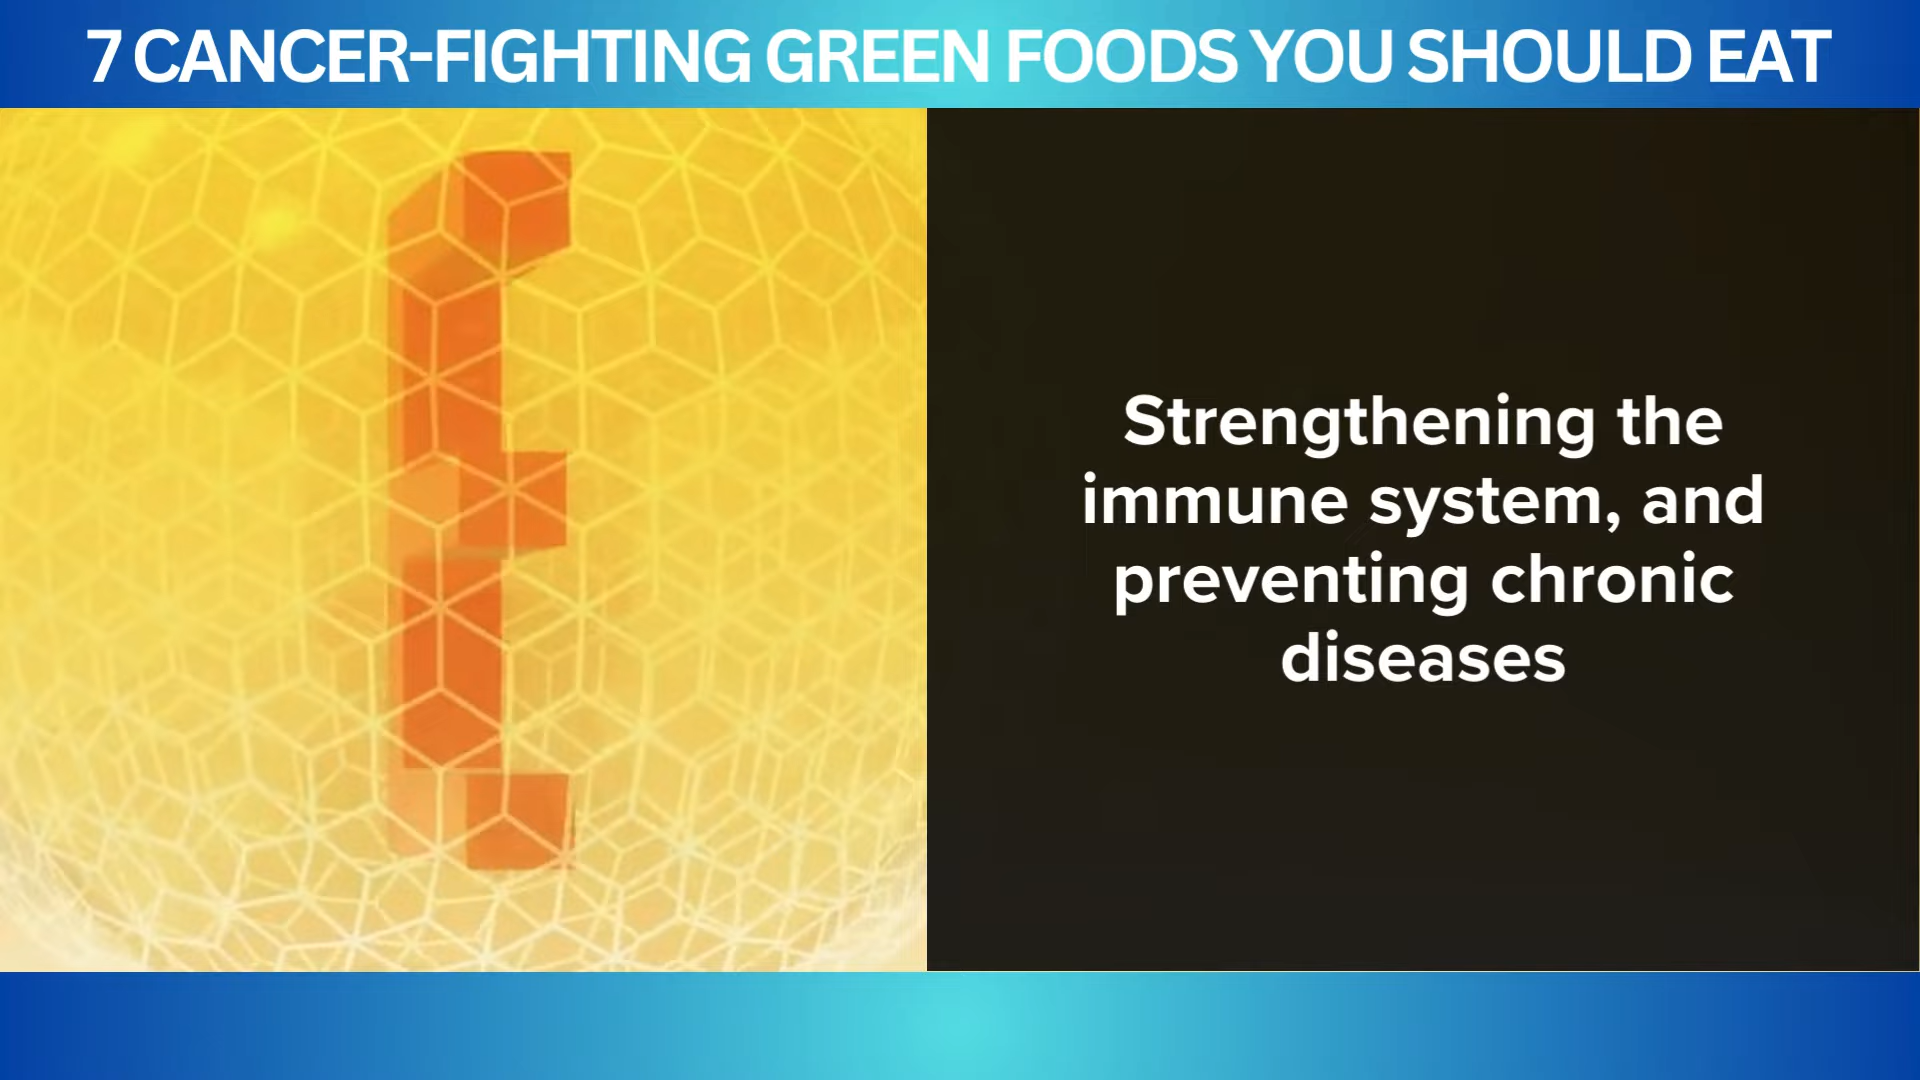 7 CANCER-FIGHTING GREEN FOODS YOU SHOULD EAT
Strengthening the
immune system, and
preventing chronic
diseases